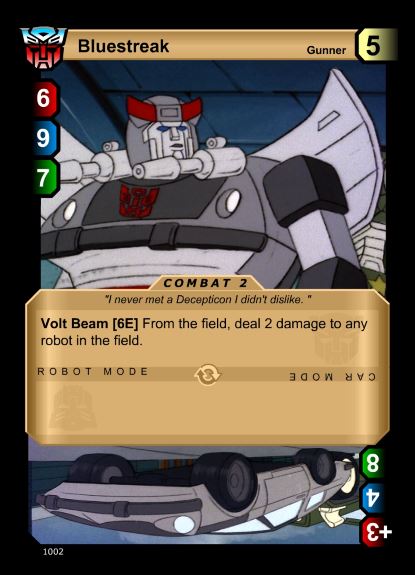 Bluestreak
Gunner
5
6
9
7
COMBAT 2
"I never met a Decepticon I didn't dislike. "
Volt Beam [6E] From the field, deal 2 damage to any
robot in the field.
ROBOT MODE
3
CAR MODE
8
4
+3
1002